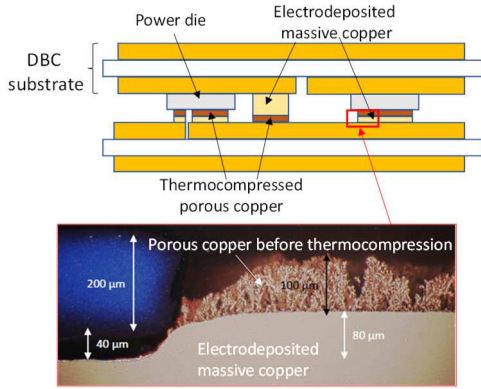 Power die
Electrodeposited
massive copper
DBC
substrate
Thermocompressed
porous copper
Porous copper before thermocompression
200 µm
100 µm
40 µm
80 µm
Electrodeposited
massive copper